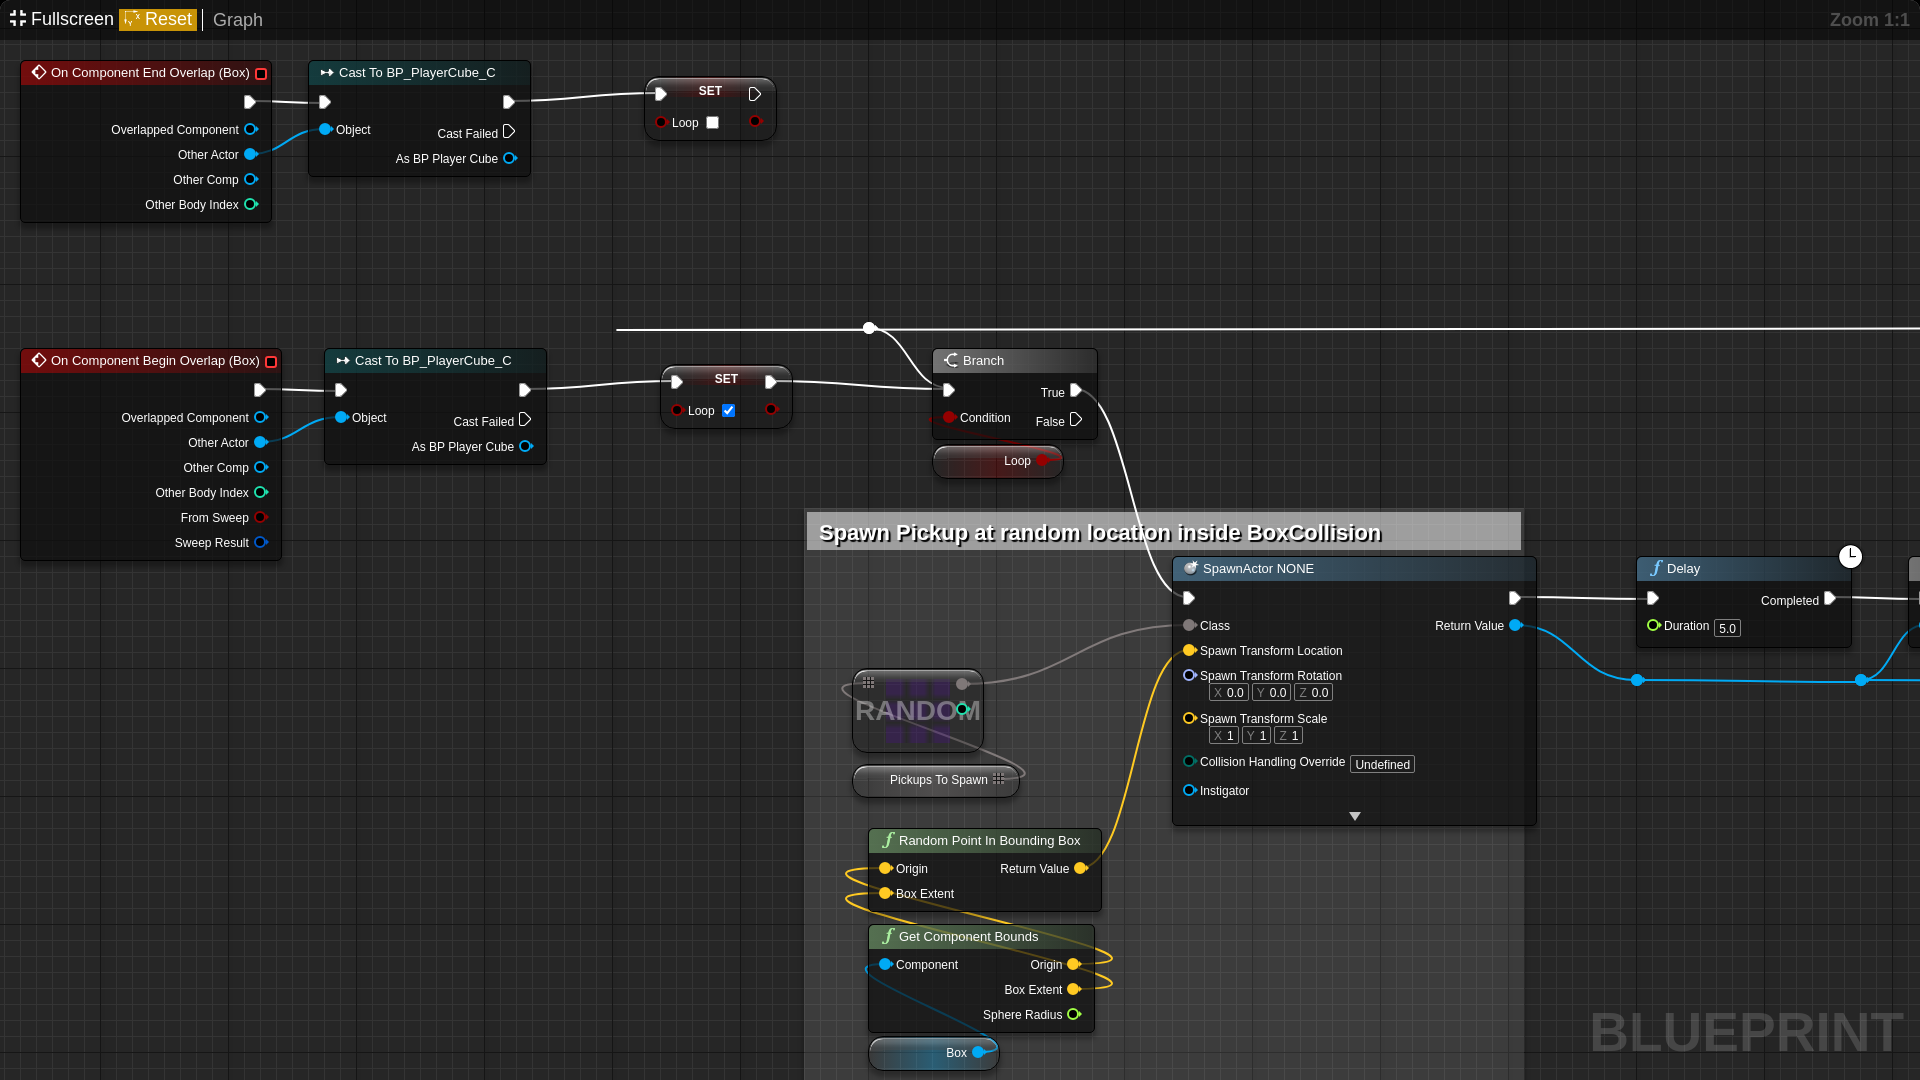 Fullscreen Reset Graph Zoom 1:1
On Component End Overlap (Box)
Overlapped Component
Other Actor
Other Comp
Other Body Index
Cast To BP_PlayerCube_C
Object
Cast Failed
As BP Player Cube
SET
Loop
On Component Begin Overlap (Box)
Overlapped Component
Other Actor
Other Comp
Other Body Index
From Sweep
Sweep Result
Cast To BP_PlayerCube_C
Object
Cast Failed
As BP Player Cube
SET
Loop
Branch
True
Condition
False
Loop
Spawn Pickup at random location inside BoxCollision
SpawnActor NONE
Class
Return Value
Spawn Transform Location
Spawn Transform Rotation
X 0.0 Y 0.0 Z 0.0
Spawn Transform Scale
X 1 Y 1 Z 1
Collision Handling Override Undefined
Instigator
f Delay
Completed
Duration 5.0
RANDOM
Pickups To Spawn
f Random Point In Bounding Box
Origin Return Value
Box Extent
f Get Component Bounds
Component Origin
Box Extent
Sphere Radius
Box
BLUEPRINT